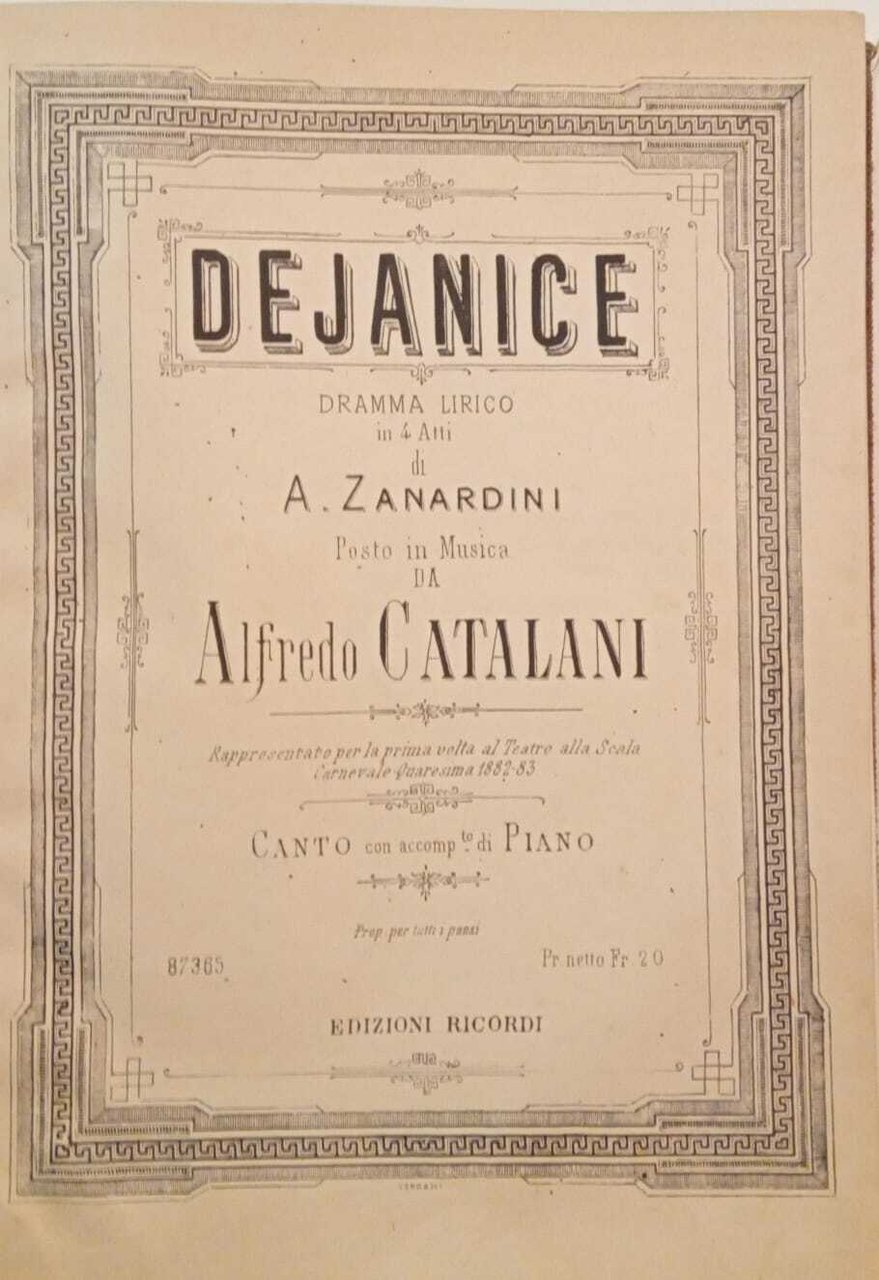 DEJANICE
DRAMMA LIRICO
in 4 Atti
di
A. ZANARDINI
Posto in Musica
DA
Alfredo CATALANI
Rappresentato per la prima volta al Teatro alla Scala
Carnevale-Quaresima 1882-83
CANTO con accomp.to di PIANO
Prop. per tutti i paesi
87365
Pr. netto Fr. 20
EDIZIONI RICORDI